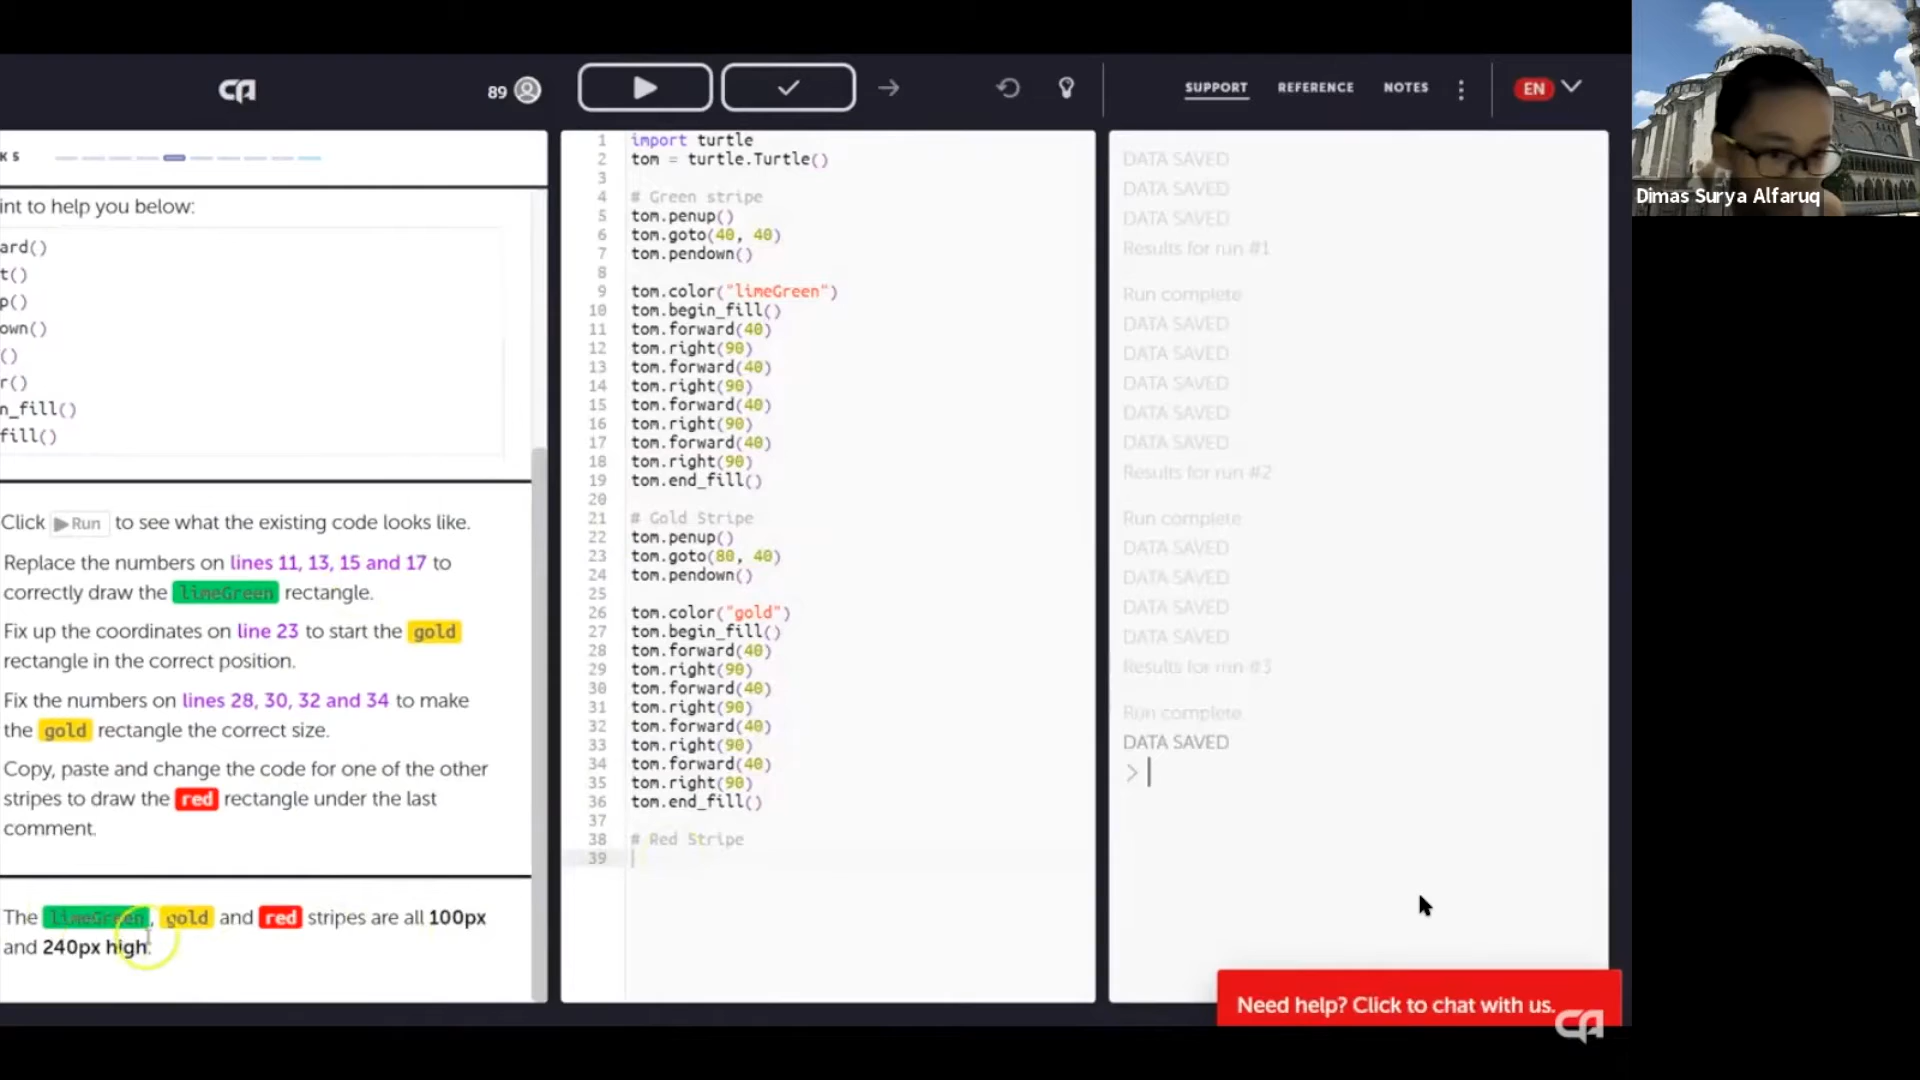 CA
89
SUPPORT
REFERENCE
NOTES
EN
K 5
int to help you below:
ard()
t()
p()
own()
()
r()
n_fill()
fill()
Click Run to see what the existing code looks like.
Replace the numbers on lines 11, 13, 15 and 17 to
correctly draw the limeGreen rectangle.
Fix up the coordinates on line 23 to start the gold
rectangle in the correct position.
Fix the numbers on lines 28, 30, 32 and 34 to make
the gold rectangle the correct size.
Copy, paste and change the code for one of the other
stripes to draw the red rectangle under the last
comment.
The limeGreen, gold and red stripes are all 100px
and 240px high.
1 import turtle
2 tom = turtle.Turtle()
3
4 # Green stripe
5 tom.penup()
6 tom.goto(40, 40)
7 tom.pendown()
8
9 tom.color("limeGreen")
10 tom.begin_fill()
11 tom.forward(40)
12 tom.right(90)
13 tom.forward(40)
14 tom.right(90)
15 tom.forward(40)
16 tom.right(90)
17 tom.forward(40)
18 tom.right(90)
19 tom.end_fill()
20
21 # Gold Stripe
22 tom.penup()
23 tom.goto(80, 40)
24 tom.pendown()
25
26 tom.color("gold")
27 tom.begin_fill()
28 tom.forward(40)
29 tom.right(90)
30 tom.forward(40)
31 tom.right(90)
32 tom.forward(40)
33 tom.right(90)
34 tom.forward(40)
35 tom.right(90)
36 tom.end_fill()
37
38 # Red Stripe
39
DATA SAVED
DATA SAVED
DATA SAVED
Results for run #1
Run complete
DATA SAVED
DATA SAVED
DATA SAVED
DATA SAVED
DATA SAVED
Results for run #2
Run complete
DATA SAVED
DATA SAVED
DATA SAVED
DATA SAVED
Results for run #3
Run complete
DATA SAVED
>
Need help? Click to chat with us.
CA
Dimas Surya Alfaruq